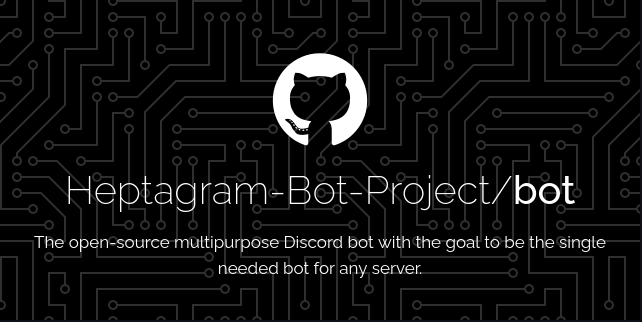 Heptagram-Bot-Project/bot
The open-source multipurpose Discord bot with the goal to be the single
needed bot for any server.